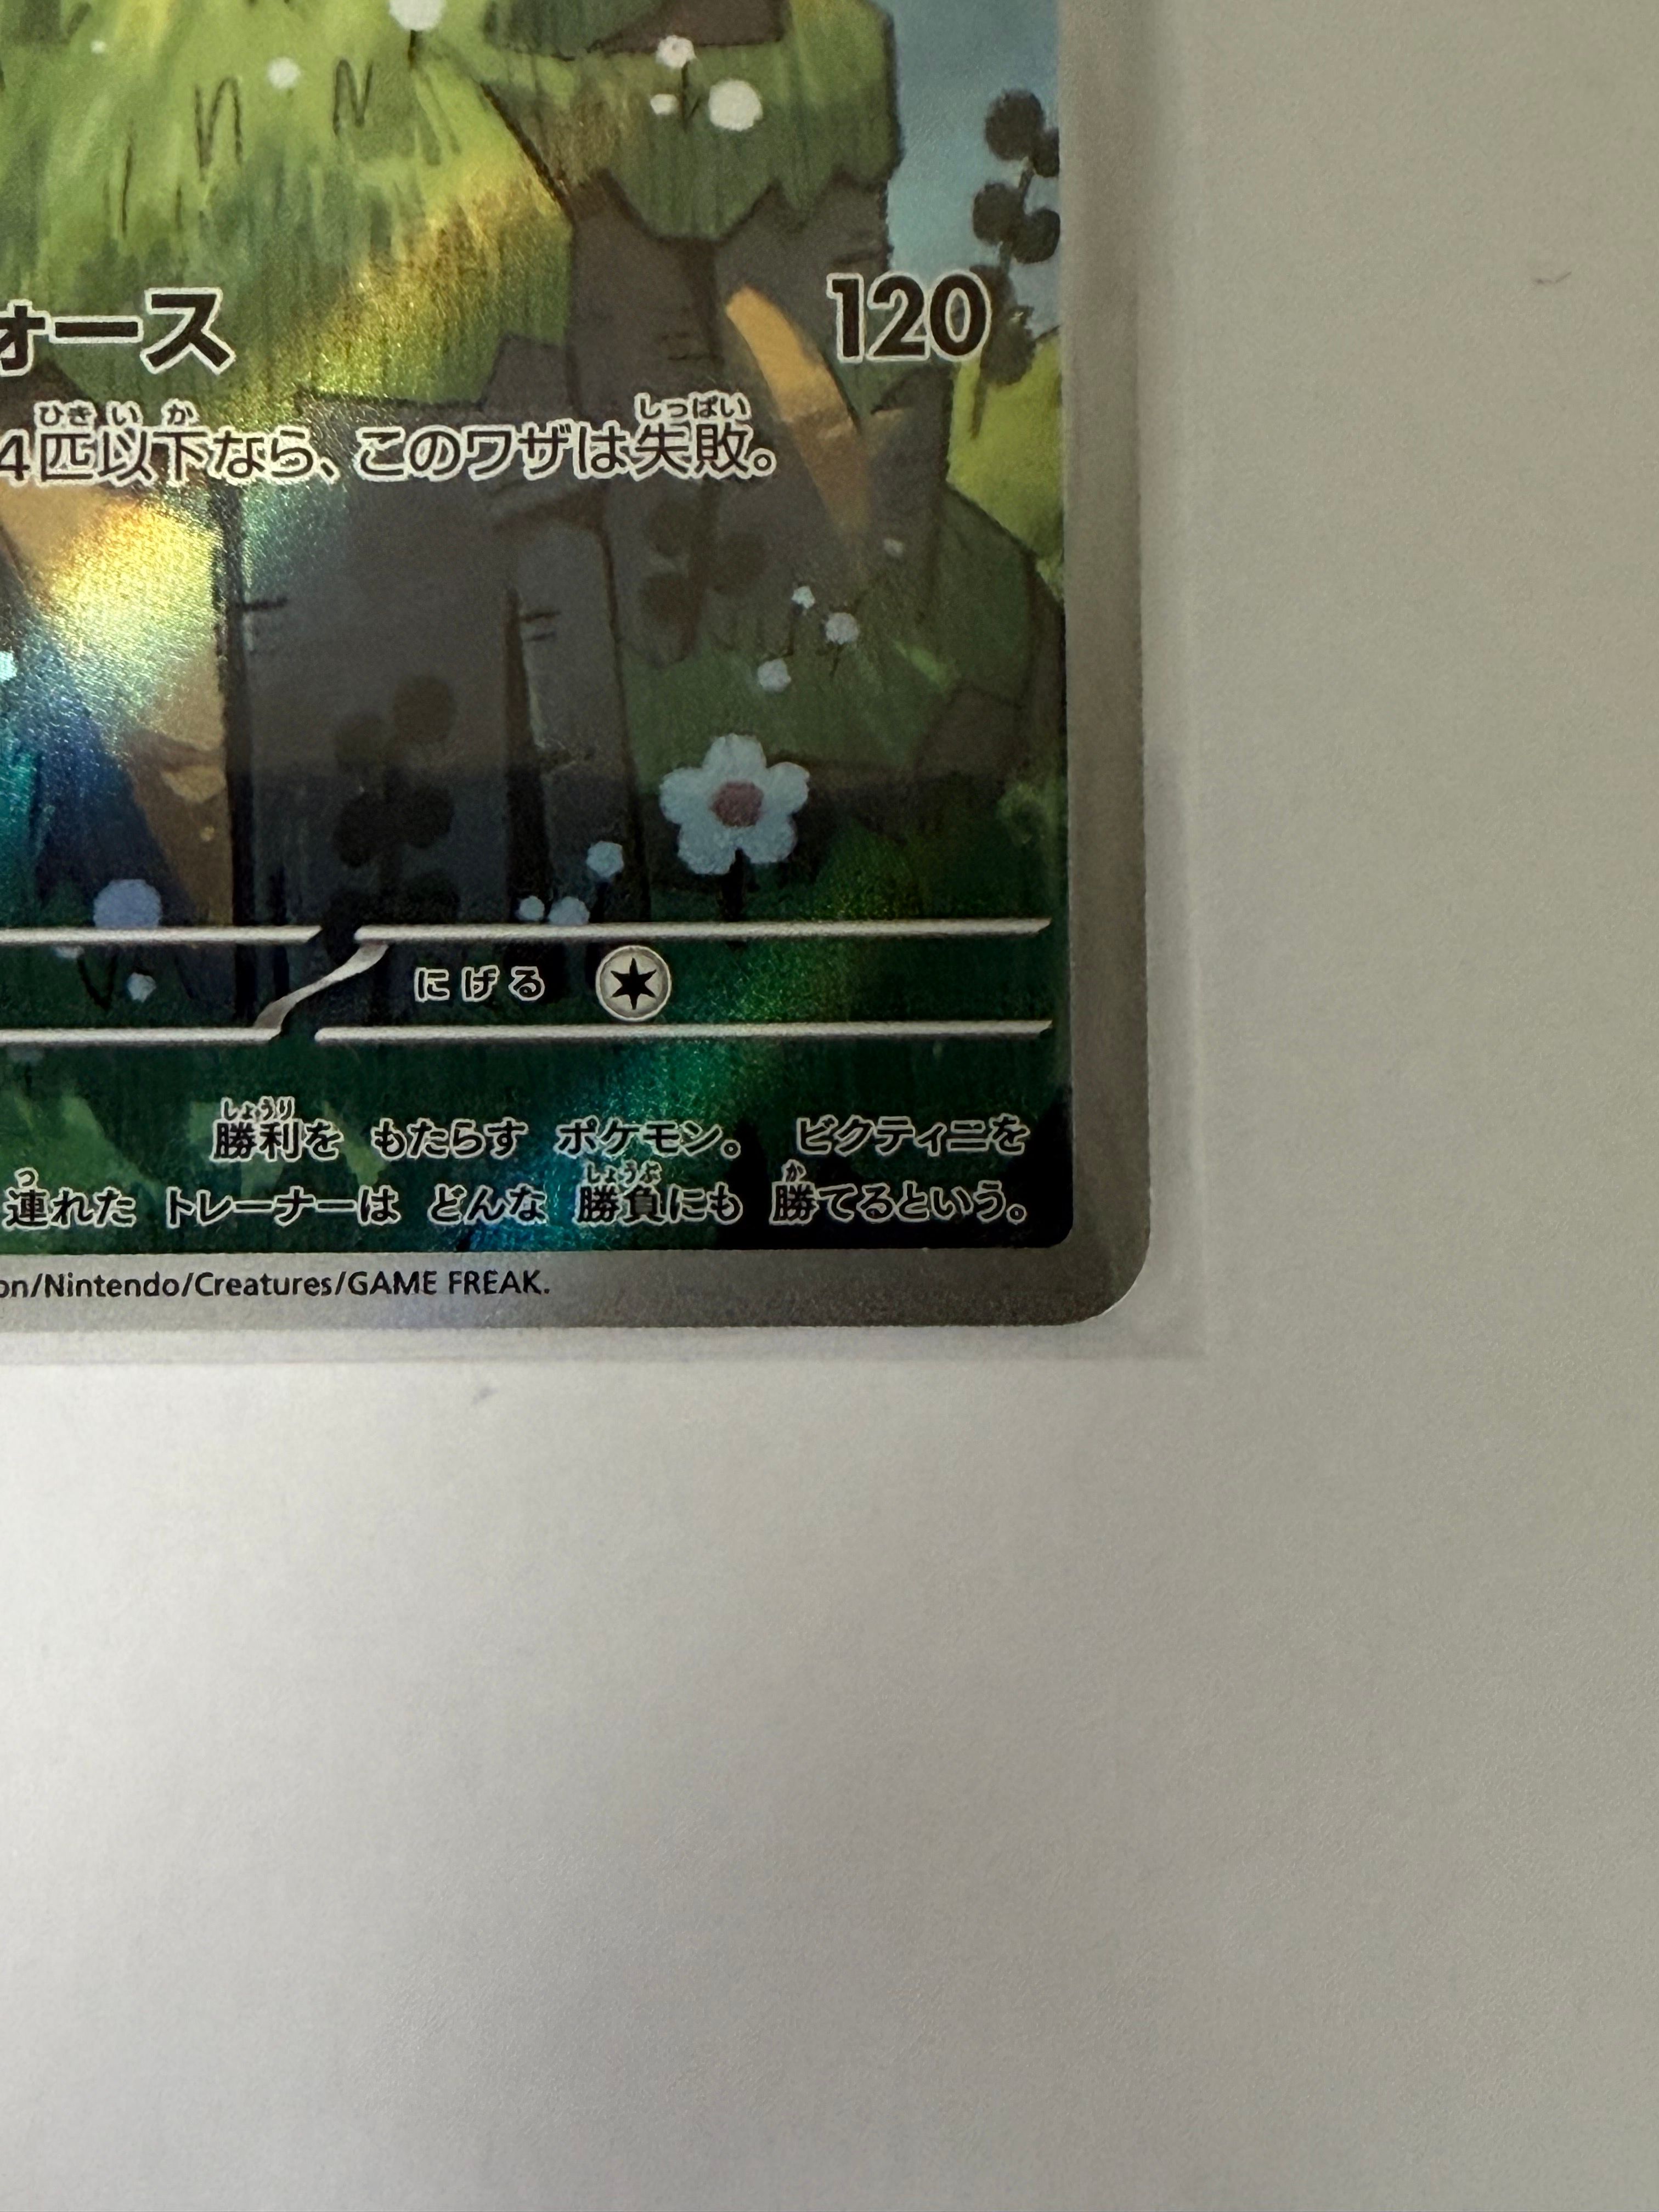 ォース 120
4匹以下なら、このワザは失敗。
にげる
勝利を もたらす ポケモン。 ビクティニを
連れた トレーナーは どんな 勝負にも 勝てるという。
on/Nintendo/Creatures/GAME FREAK.